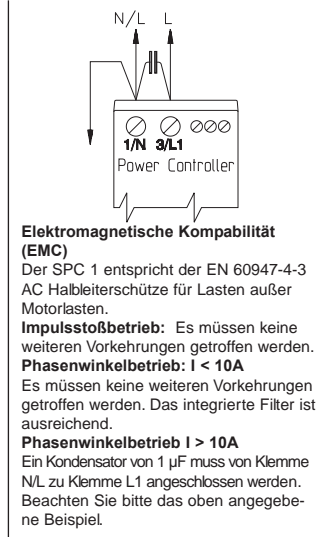 N/L L
1/N 3/L1
Power Controller
Elektromagnetische Kompabilität
(EMC)
Der SPC 1 entspricht der EN 60947-4-3
AC Halbleiterschütze für Lasten außer
Motorlasten.
Impulsstoßbetrieb: Es müssen keine
weiteren Vorkehrungen getroffen werden.
Phasenwinkelbetrieb: I < 10A
Es müssen keine weiteren Vorkehrungen
getroffen werden. Das integrierte Filter ist
ausreichend.
Phasenwinkelbetrieb I > 10A
Ein Kondensator von 1 µF muss von Klemme
N/L zu Klemme L1 angeschlossen werden.
Beachten Sie bitte das oben angegebe-
ne Beispiel.